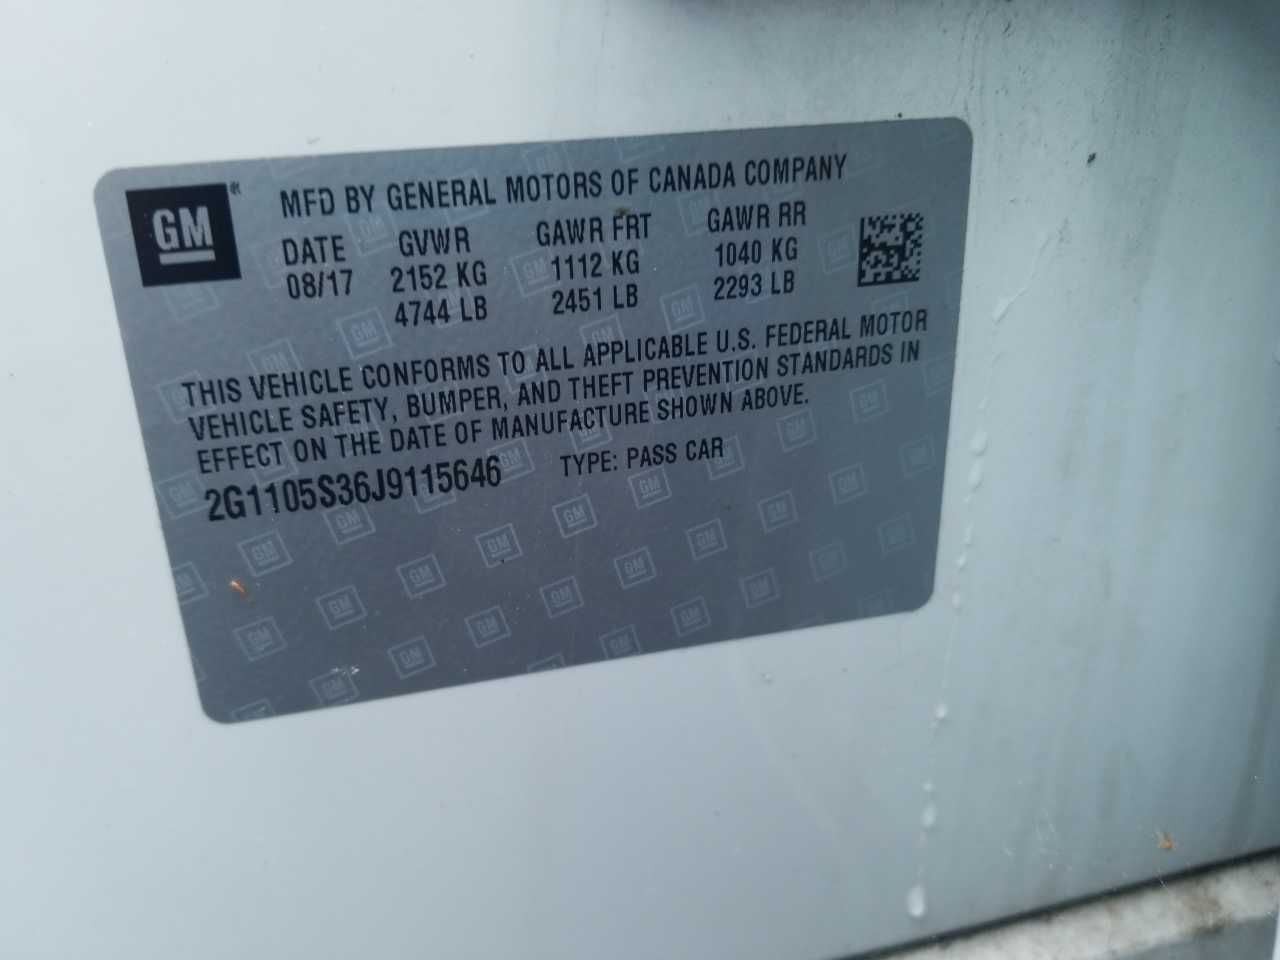 GM
MFD BY GENERAL MOTORS OF CANADA COMPANY
DATE GVWR GAWR FRT GAWR RR
08/17 2152 KG 1112 KG 1040 KG
4744 LB 2451 LB 2293 LB
THIS VEHICLE CONFORMS TO ALL APPLICABLE U.S. FEDERAL MOTOR
VEHICLE SAFETY, BUMPER, AND THEFT PREVENTION STANDARDS IN
EFFECT ON THE DATE OF MANUFACTURE SHOWN ABOVE.
2G1105S36J9115646 TYPE: PASS CAR